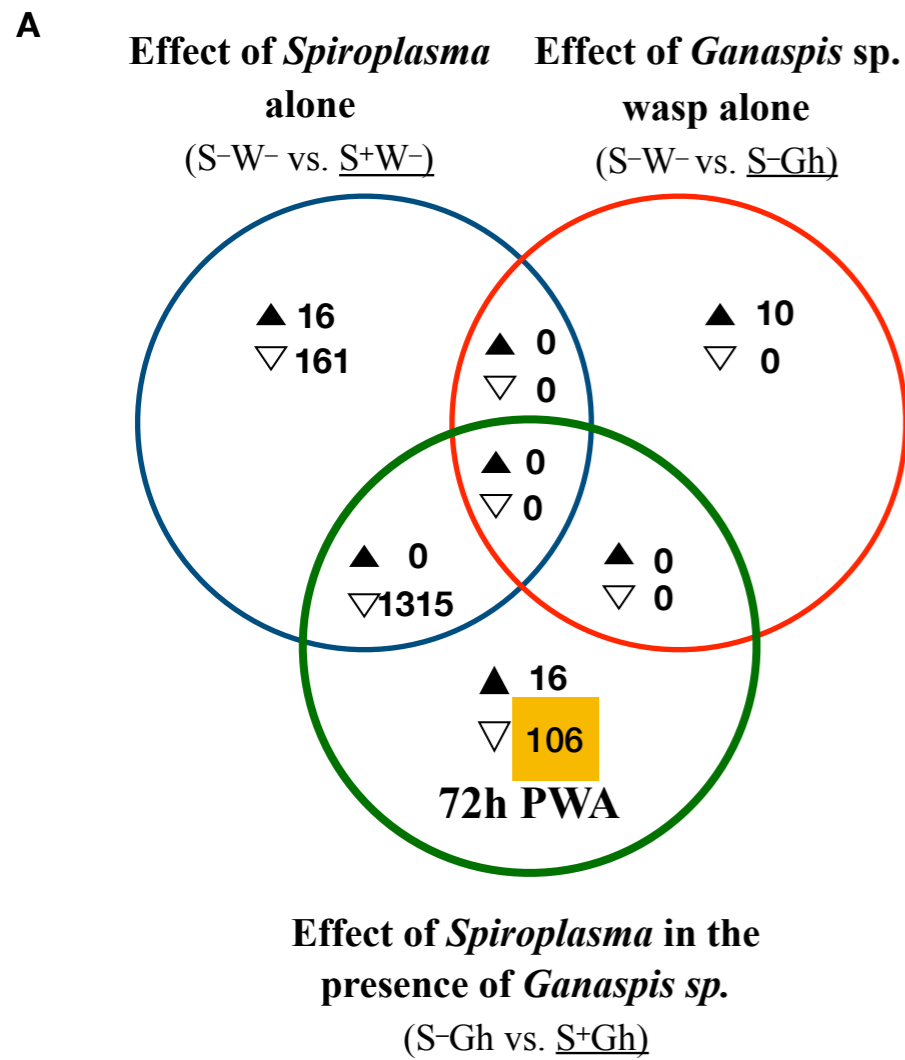 A
Effect of Spiroplasma
alone
(S–W– vs. S+W–)
Effect of Ganaspis sp.
wasp alone
(S–W– vs. S–Gh)
▲ 16
▽ 161
▲ 0
▽ 0
▲ 10
▽ 0
▲ 0
▽ 0
▲ 0
▽1315
▲ 0
▽ 0
▲ 16
▽ 106
72h PWA
Effect of Spiroplasma in the
presence of Ganaspis sp.
(S–Gh vs. S+Gh)